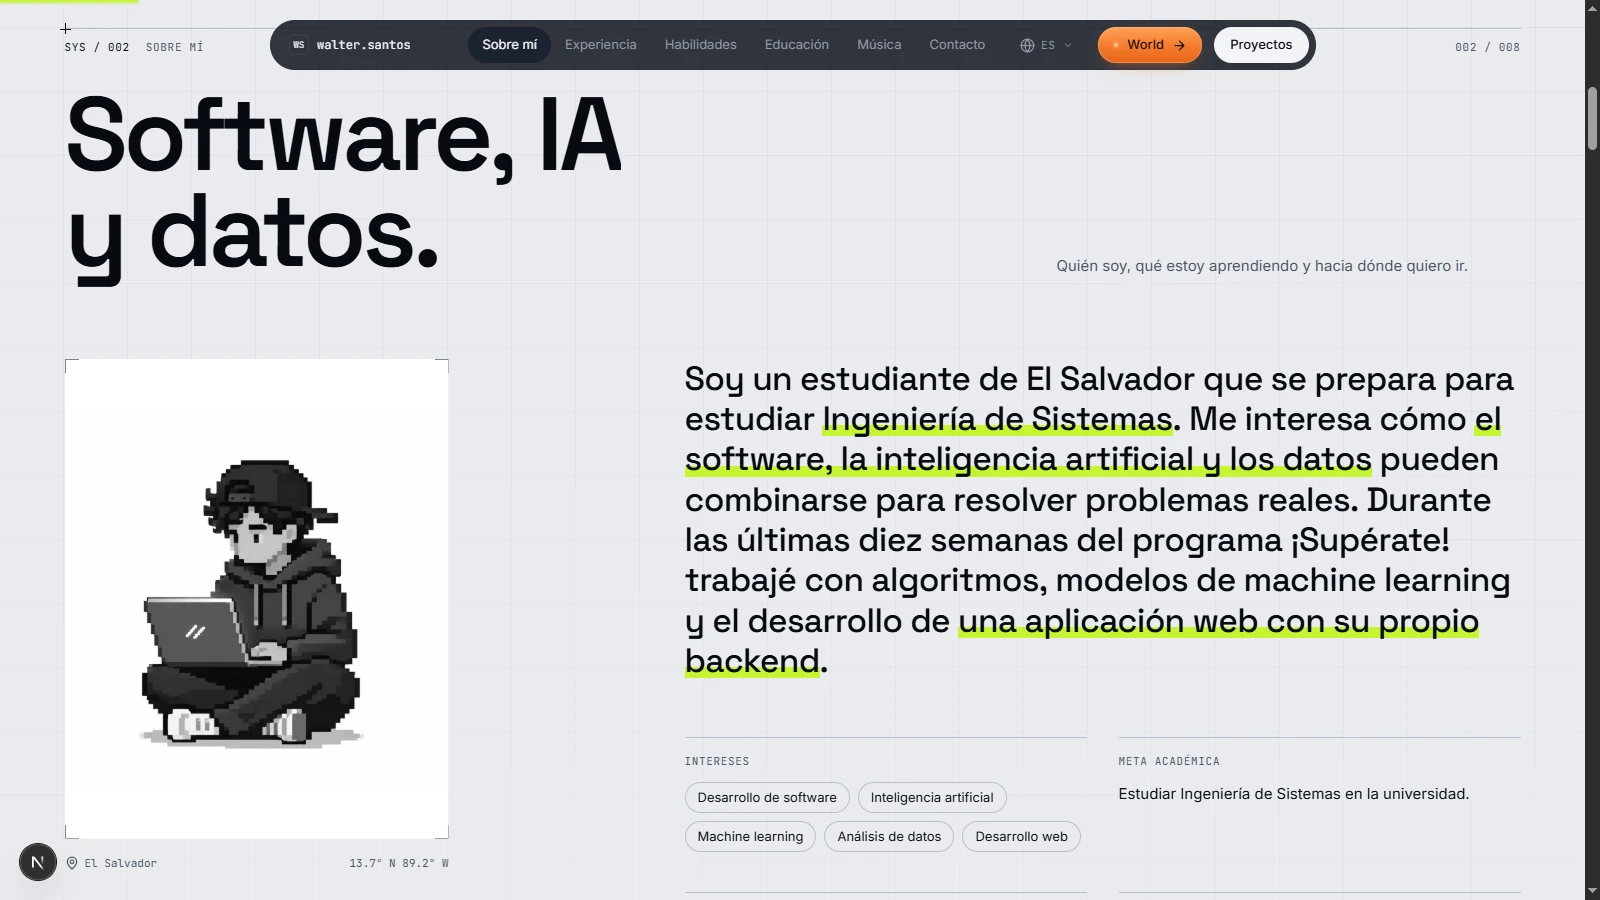 SYS / 002 SOBRE MÍ
WS walter.santos Sobre mí Experiencia Habilidades Educación Música Contacto ES World → Proyectos
002 / 008
Software, IA
y datos.
Quién soy, qué estoy aprendiendo y hacia dónde quiero ir.
Soy un estudiante de El Salvador que se prepara para
estudiar Ingeniería de Sistemas. Me interesa cómo el
software, la inteligencia artificial y los datos pueden
combinarse para resolver problemas reales. Durante
las últimas diez semanas del programa ¡Supérate!
trabajé con algoritmos, modelos de machine learning
y el desarrollo de una aplicación web con su propio
backend.
INTERESES
Desarrollo de software Inteligencia artificial
Machine learning Análisis de datos Desarrollo web
META ACADÉMICA
Estudiar Ingeniería de Sistemas en la universidad.
N
El Salvador 13.7° N 89.2° W